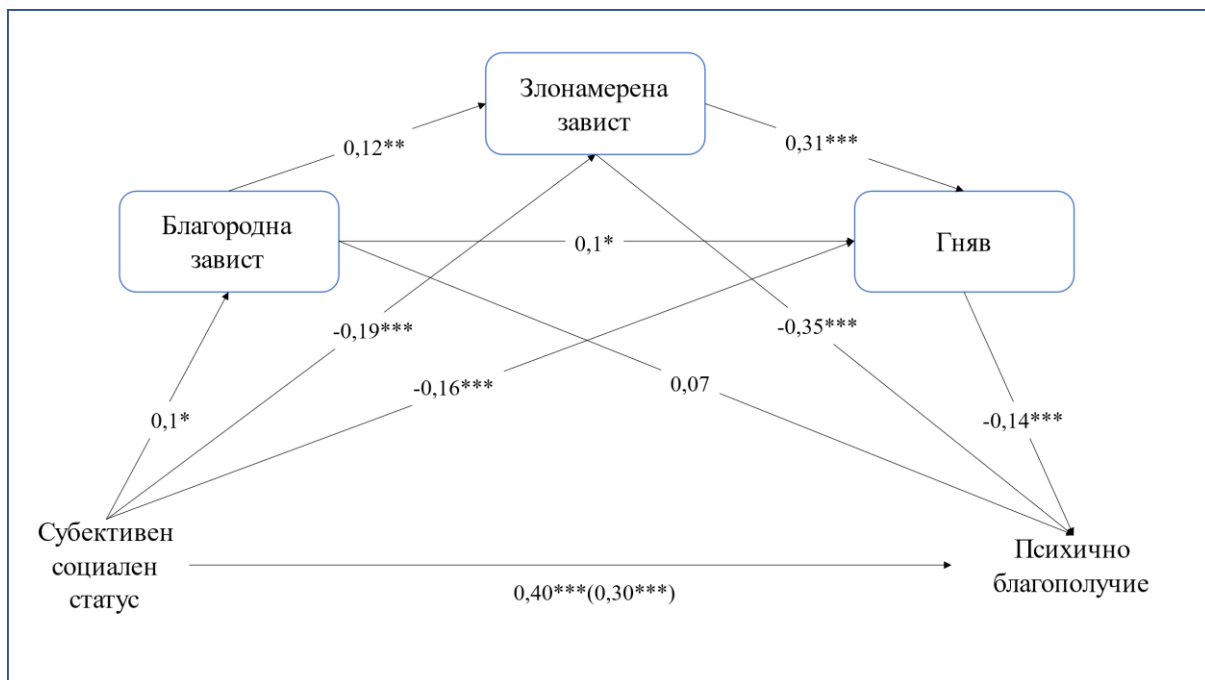 Злонамерена
завист
0,12**
0,31***
Благородна
завист
0,1*
Гняв
-0,19***
-0,35***
-0,16***
0,07
0,1*
-0,14***
Субективен
социален
статус
Психично
благополучие
0,40***(0,30***)